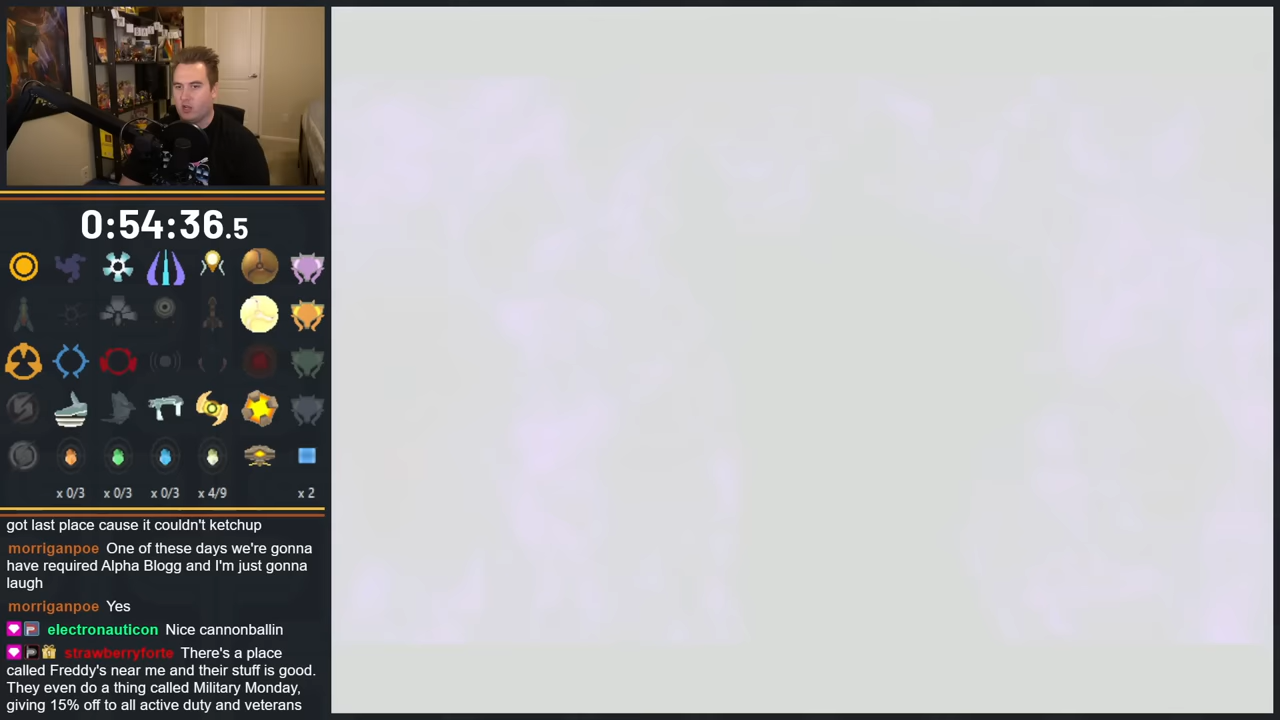 0:54:36.5
x 0/3
x 0/3
x 0/3
x 4/9
x 2
got last place cause it couldn't ketchup
morriganpoe One of these days we're gonna
have required Alpha Blogg and I'm just gonna
laugh
morriganpoe Yes
electronauticon Nice cannonballin
strawberryforte There's a place
called Freddy's near me and their stuff is good.
They even do a thing called Military Monday,
giving 15% off to all active duty and veterans